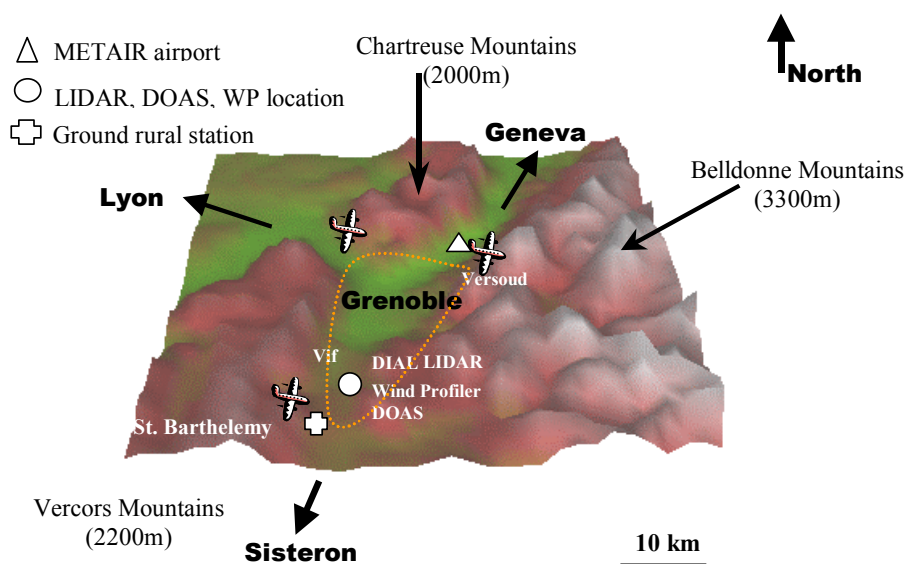 METAIR airport
LIDAR, DOAS, WP location
Ground rural station
Chartreuse Mountains
(2000m)
North
Geneva
Belldonne Mountains
(3300m)
Lyon
Versoud
Grenoble
Vif
DIAL LIDAR
Wind Profiler
DOAS
St. Barthelemy
Vercors Mountains
(2200m)
Sisteron
10 km